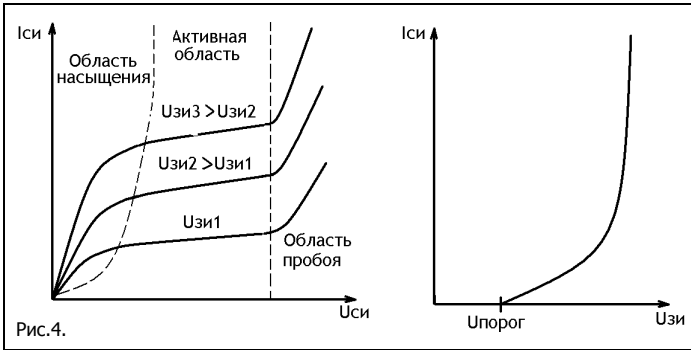 Iси
Область
насыщения
Активная
область
Uзи3 >Uзи2
Uзи2 >Uзи1
Uзи1
Область
пробоя
Uси
Рис.4.
Iси
Uпорог
Uзи